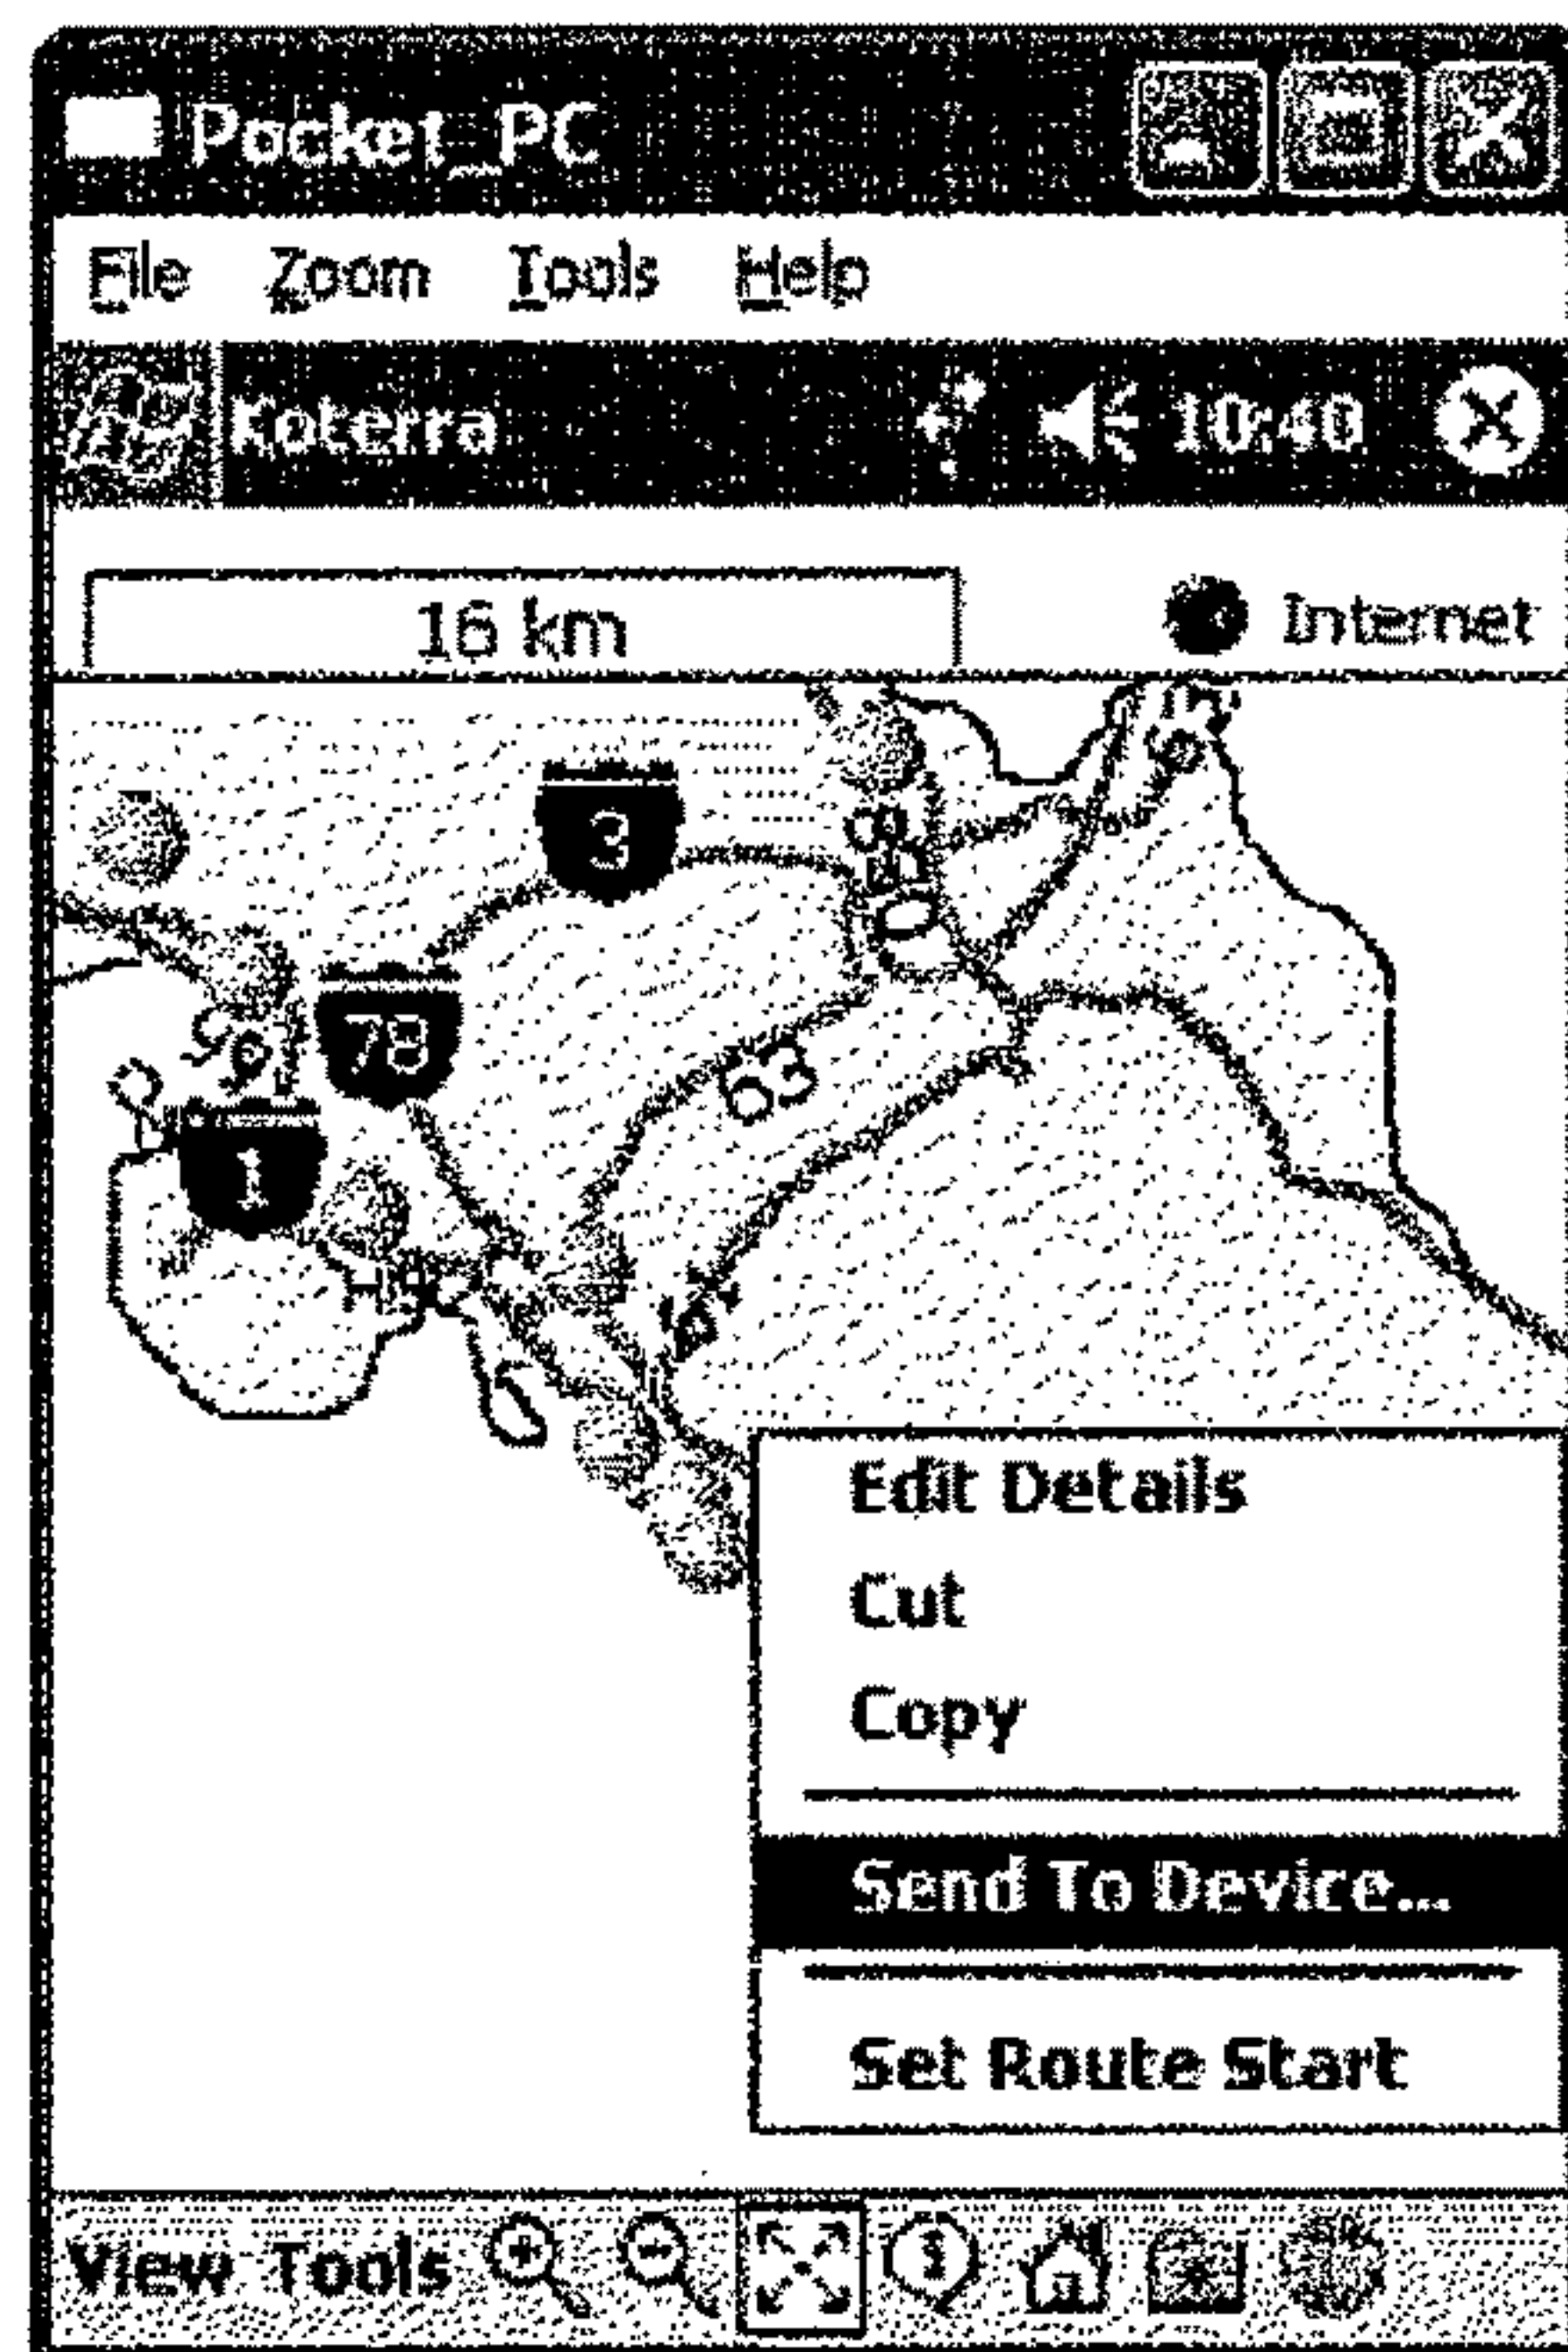 Pocket_PC
File Zoom Tools Help
Koterra 10:40
16 km Internet
3
78
63
1
Edit Details
Cut
Copy
Send To Device...
Set Route Start
View Tools